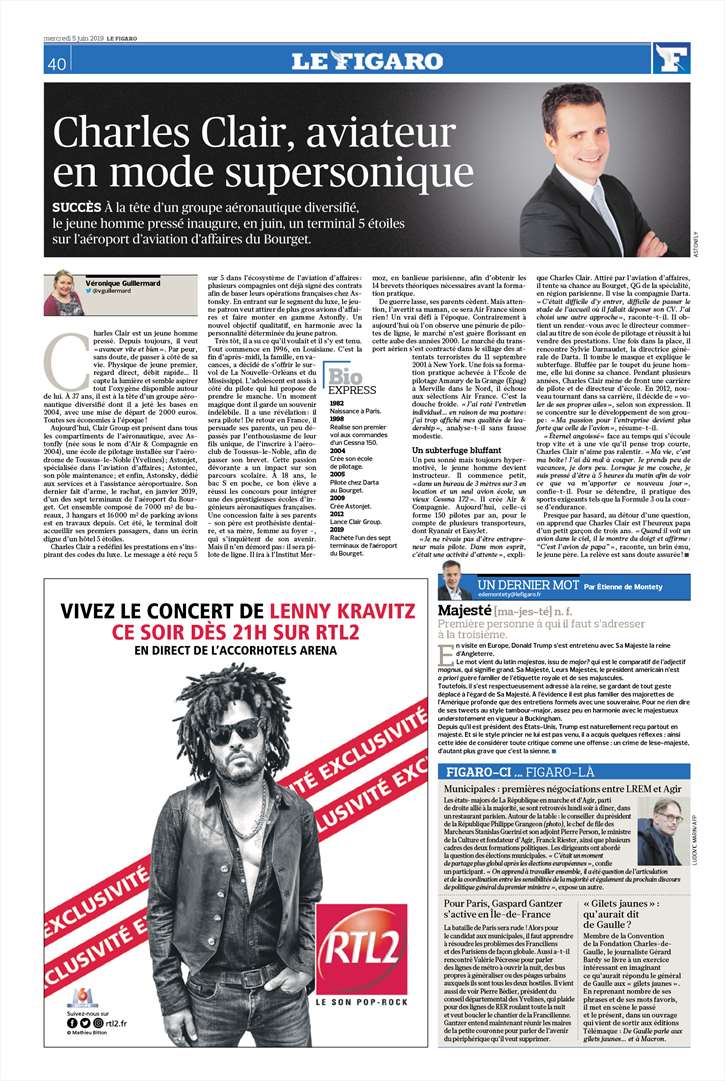 mercredi 5 juin 2019 LE FIGARO
40
LE FIGARO
F
Charles Clair, aviateur
en mode supersonique
SUCCÈS À la tête d'un groupe aéronautique diversifié,
le jeune homme pressé inaugure, en juin, un terminal 5 étoiles
sur l'aéroport d'aviation d'affaires du Bourget.
ASTONFLY
Véronique Guillermard
@vguillermard
Charles Clair est un jeune homme
pressé. Depuis toujours, il veut
« avancer vite et bien ». Par peur,
sans doute, de passer à côté de sa
vie. Physique de jeune premier,
regard direct, débit rapide... Il
capte la lumière et semble aspirer
tout l'oxygène disponible autour
de lui. À 37 ans, il est à la tête d'un groupe aéro-
nautique diversifié dont il a jeté les bases en
2004, avec une mise de départ de 2000 euros.
Toutes ses économies à l'époque !
Aujourd'hui, Clair Group est présent dans tous
les compartiments de l'aéronautique, avec As-
tonfly (née sous le nom d'Air & Compagnie en
2004), une école de pilotage installée sur l'aéro-
drome de Toussus-le-Noble (Yvelines) ; Astonjet,
spécialisée dans l'aviation d'affaires ; Astontec,
son pôle maintenance ; et enfin, Astonsky, dédié
aux services et à l'assistance aéroportuaire. Son
dernier fait d'arme, le rachat, en janvier 2019,
d'un des sept terminaux de l'aéroport du Bour-
get. Cet ensemble composé de 7000 m² de bu-
reaux, 3 hangars et 16 000 m² de parking avions
est en travaux depuis. Cet été, le terminal doit
accueillir ses premiers passagers, dans un écrin
digne d'un hôtel 5 étoiles.
Charles Clair a redéfini les prestations en s'ins-
pirant des codes du luxe. Le message a été reçu 5
sur 5 dans l'écosystème de l'aviation d'affaires :
plusieurs compagnies ont déjà signé des contrats
afin de baser leurs opérations françaises chez As-
tonsky. En entrant sur le segment du luxe, le jeu-
ne patron veut attirer de plus gros avions d'affai-
res et faire monter en gamme Astonfly. Un
nouvel objectif qualitatif, en harmonie avec la
personnalité déterminée du jeune patron.
Très tôt, il a su ce qu'il voulait et il s'y est tenu.
Tout commence en 1996, en Louisiane. C'est la
fin d'après-midi, la famille, en va-
cances, a décidé de s'offrir le sur-
vol de La Nouvelle-Orléans et du
Mississippi. L'adolescent est assis à
côté du pilote qui lui propose de
prendre le manche. Un moment
magique dont il garde un souvenir
indélébile. Il a une révélation : il
sera pilote ! De retour en France, il
persuade ses parents, un peu dé-
passés par l'enthousiasme de leur
fils unique, de l'inscrire à l'aéro-
club de Toussus-le-Noble, afin de
passer son brevet. Cette passion
dévorante a un impact sur son
parcours scolaire. À 18 ans, le
bac S en poche, ce bon élève a
réussi les concours pour intégrer
une des prestigieuses écoles d'in-
génieurs aéronautiques françaises.
Une concession faite à ses parents
– son père est prothésiste dentai-
re, et sa mère, femme au foyer –,
qui s'inquiètent de son avenir.
Mais il n'en démord pas : il sera pi-
lote de ligne. Il ira à l'Institut Mer-
Bio
EXPRESS
1982
Naissance à Paris.
1998
Réalise son premier
vol aux commandes
d'un Cessna 150.
2004
Crée son école
de pilotage.
2005
Pilote chez Darta
au Bourget.
2009
Crée Astonjet.
2012
Lance Clair Group.
2019
Rachète l'un des sept
terminaux de l'aéroport
du Bourget.
moz, en banlieue parisienne, afin d'obtenir les
14 brevets théoriques nécessaires avant la forma-
tion pratique.
De guerre lasse, ses parents cèdent. Mais atten-
tion, l'avertit sa maman, ce sera Air France sinon
rien ! Un vrai défi à l'époque. Contrairement à
aujourd'hui où l'on observe une pénurie de pilo-
tes de ligne, le marché n'est guère florissant en
cette aube des années 2000. Le marché du trans-
port aérien s'est contracté dans le sillage des at-
tentats terroristes du 11 septembre
2001 à New York. Une fois sa forma-
tion pratique achevée à l'École de
pilotage Amaury de la Grange (Epag)
à Merville dans le Nord, il échoue
aux sélections Air France. C'est la
douche froide. « J'ai raté l'entretien
individuel... en raison de ma posture :
j'ai trop affiché mes qualités de lea-
dership », analyse-t-il sans fausse
modestie.
Un subterfuge bluffant
Un peu sonné mais toujours hyper-
motivé, le jeune homme devient
instructeur. Il commence petit,
« dans un bureau de 3 mètres sur 3 en
location et un seul avion école, un
vieux Cessna 172 ». Il crée Air &
Compagnie. Aujourd'hui, celle-ci
forme 150 pilotes par an, pour le
compte de plusieurs transporteurs,
dont Ryanair et EasyJet.
« Je ne rêvais pas d'être entrepre-
neur mais pilote. Dans mon esprit,
c'était une activité d'attente », expli-
que Charles Clair. Attiré par l'aviation d'affaires,
il tente sa chance au Bourget, QG de la spécialité,
en région parisienne. Il vise la compagnie Darta.
« C'était difficile d'y entrer, difficile de passer le
stade de l'accueil où il fallait déposer son CV. J'ai
choisi une autre approche », raconte-t-il. Il ob-
tient un rendez-vous avec le directeur commer-
cial au titre de son école de pilotage et réussit à lui
vendre des prestations. Une fois dans la place, il
rencontre Sylvie Darnaudet, la directrice géné-
rale de Darta. Il tombe le masque et explique le
subterfuge. Bluffée par le toupet du jeune hom-
me, elle lui donne sa chance. Pendant plusieurs
années, Charles Clair mène de front une carrière
de pilote et de directeur d'école. En 2012, nou-
veau tournant dans sa carrière, il décide de « vo-
ler de ses propres ailes », selon son expression. Il
se concentre sur le développement de son grou-
pe : « Ma passion pour l'entreprise devient plus
forte que celle de l'avion », résume-t-il.
« Éternel angoissé » face au temps qui s'écoule
trop vite et à une vie qu'il pense trop courte,
Charles Clair n'aime pas ralentir. « Ma vie, c'est
ma boîte ! J'ai du mal à couper. Je prends peu de
vacances, je dors peu. Lorsque je me couche, je
suis pressé d'être à 5 heures du matin afin de voir
ce que va m'apporter ce nouveau jour »,
confie-t-il. Pour se détendre, il pratique des
sports exigeants tels que la Formule 3 ou la cour-
se d'endurance.
Presque par hasard, au détour d'une question,
on apprend que Charles Clair est l'heureux papa
d'un petit garçon de trois ans. « Quand il voit un
avion dans le ciel, il le montre du doigt et affirme :
"C'est l'avion de papa" », raconte, un brin ému,
le jeune père. La relève est sans doute assurée ! ■
VIVEZ LE CONCERT DE LENNY KRAVITZ
CE SOIR DÈS 21H SUR RTL2
EN DIRECT DE L'ACCORHOTELS ARENA
EXCLUSIVITÉ EXCLUSIVITÉ
EXCLUSIVITÉ EXCLUSIVITÉ
RTL2
LE SON POP-ROCK
M6
Suivez-nous sur
rtl2.fr
© Mathieu Bitton
UN DERNIER MOT Par Étienne de Montety
edemontety@lefigaro.fr
Majesté [ma-jes-té] n. f.
Première personne à qui il faut s'adresser
à la troisième.
En visite en Europe, Donald Trump s'est entretenu avec Sa Majesté la reine
d'Angleterre.
Le mot vient du latin majestas, issu de major? qui est le comparatif de l'adjectif
magnus, qui signifie grand. Sa Majesté, Leurs Majestés, le président américain n'est
a priori guère familier de l'étiquette royale et de ses majuscules.
Toutefois, il s'est respectueusement adressé à la reine, se gardant de tout geste
déplacé à l'égard de Sa Majesté. À l'évidence il est plus familier des majorettes de
l'Amérique profonde que des entretiens formels avec une souveraine. Pour ne rien dire
de ses tweets au style tambour-major, assez peu en harmonie avec le majestueux
understatement en vigueur à Buckingham.
Depuis qu'il est président des États-Unis, Trump est naturellement reçu partout en
majesté. Et si le style princier ne lui est pas venu, il a acquis quelques réflexes : ainsi
cette idée de considérer toute critique comme une offense : un crime de lèse-majesté,
d'autant plus grave que c'est la sienne. ■
FIGARO-CI ... FIGARO-LÀ
Municipales : premières négociations entre LREM et Agir
Les états-majors de La République en marche et d'Agir, parti
de droite allié à la majorité, se sont retrouvés lundi soir à dîner, dans
un restaurant parisien. Autour de la table : le conseiller du président
de la République Philippe Grangeon (photo), le chef de file des
Marcheurs Stanislas Guerini et son adjoint Pierre Person, le ministre
de la Culture et fondateur d'Agir, Franck Riester, ainsi que plusieurs
cadres des deux formations politiques. Les dirigeants ont abordé
la question des élections municipales. « C'était un moment
de partage plus global après les élections européennes », confie
un participant. « On apprend à travailler ensemble, il a été question de l'articulation
et de la coordination entre les sensibilités de la majorité et également du prochain discours
de politique général du premier ministre », expose un autre.
LUDOVIC MARIN/AFP
Pour Paris, Gaspard Gantzer
s'active en Île-de-France
La bataille de Paris sera rude ! Alors pour
le candidat aux municipales, il faut apprendre
à résoudre les problèmes des Franciliens
et des Parisiens de façon globale. Aussi a-t-il
rencontré Valérie Pécresse pour parler
des lignes de métro à ouvrir la nuit, des bus
propres à généraliser ou des péages urbains
auxquels ils sont tous les deux hostiles. Il vient
aussi de voir Pierre Bédier, président du
conseil départemental des Yvelines, qui plaide
pour des lignes de RER roulant toute la nuit
et veut boucler le chantier de la Francilienne.
Gantzer entend maintenant réunir les maires
de la petite couronne pour parler de l'avenir
du périphérique qu'il veut supprimer.
« Gilets jaunes » :
qu'aurait dit
de Gaulle ?
Membre de la Convention
de la Fondation Charles-de-
Gaulle, le journaliste Gérard
Bardy se livre à un exercice
intéressant en imaginant
ce qu'aurait répondu le général
de Gaulle aux « gilets jaunes ».
En reprenant nombre de ses
phrases et de ses mots favoris,
il met en scène le passé
et le présent, dans un ouvrage
qui vient de sortir aux éditions
Télémaque : De Gaulle parle aux
gilets jaunes... et à Macron.